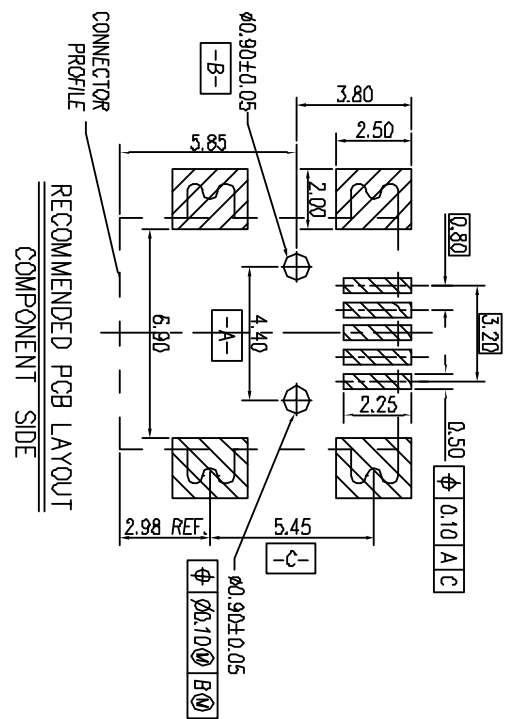 CONNECTOR
PROFILE
ø0.90±0.05
-B-
3.80
2.50
5.85
2.00
0.80
3.20
6.90
-A-
4.40
2.25
0.50
⌖ 0.10 A C
2.98 REF.
5.45
-C-
ø0.90±0.05
⌖ Ø0.10Ⓜ BⓂ
RECOMMENDED PCB LAYOUT
COMPONENT SIDE